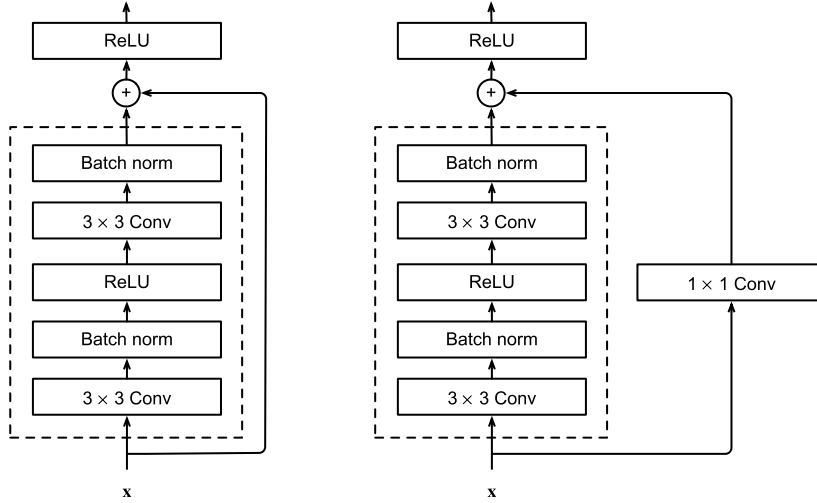 ReLU
+
Batch norm
3 × 3 Conv
ReLU
Batch norm
3 × 3 Conv
x
ReLU
+
Batch norm
3 × 3 Conv
ReLU
Batch norm
3 × 3 Conv
x
1 × 1 Conv